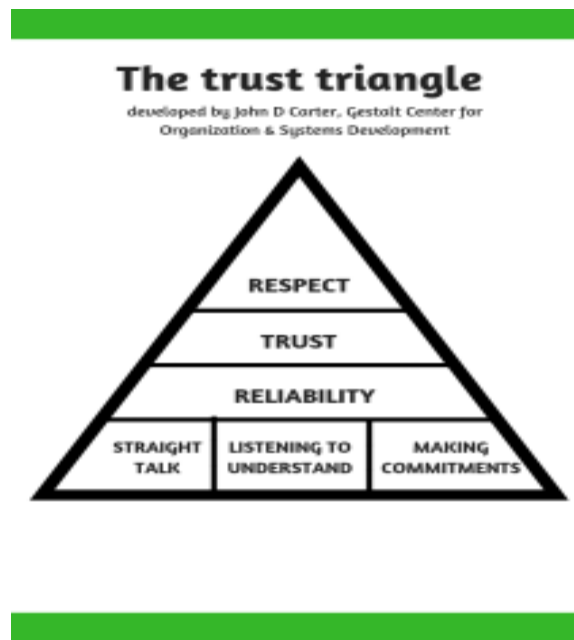 The trust triangle
developed by John D Carter, Gestalt Center for
Organization & Systems Development
RESPECT
TRUST
RELIABILITY
STRAIGHT
TALK
LISTENING TO
UNDERSTAND
MAKING
COMMITMENTS